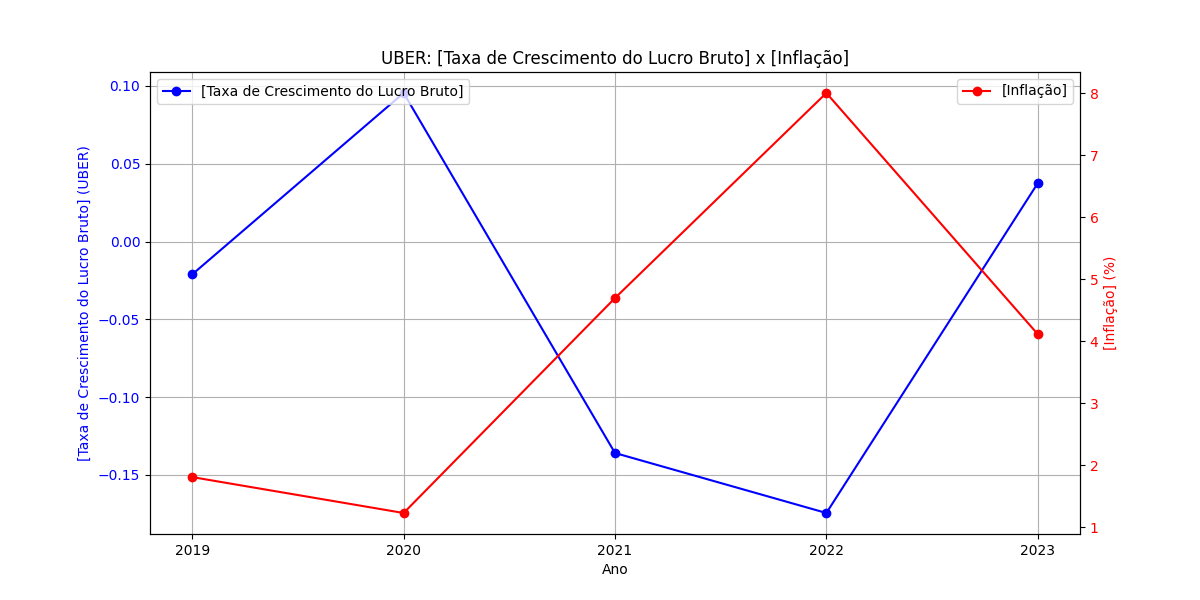 UBER: [Taxa de Crescimento do Lucro Bruto] x [Inflação]
[Taxa de Crescimento do Lucro Bruto]
[Inflação]
[Taxa de Crescimento do Lucro Bruto] (UBER)
0.10
0.05
0.00
−0.05
−0.10
−0.15
8
7
6
5
4
3
2
1
[Inflação] (%)
2019 2020 2021 2022 2023
Ano